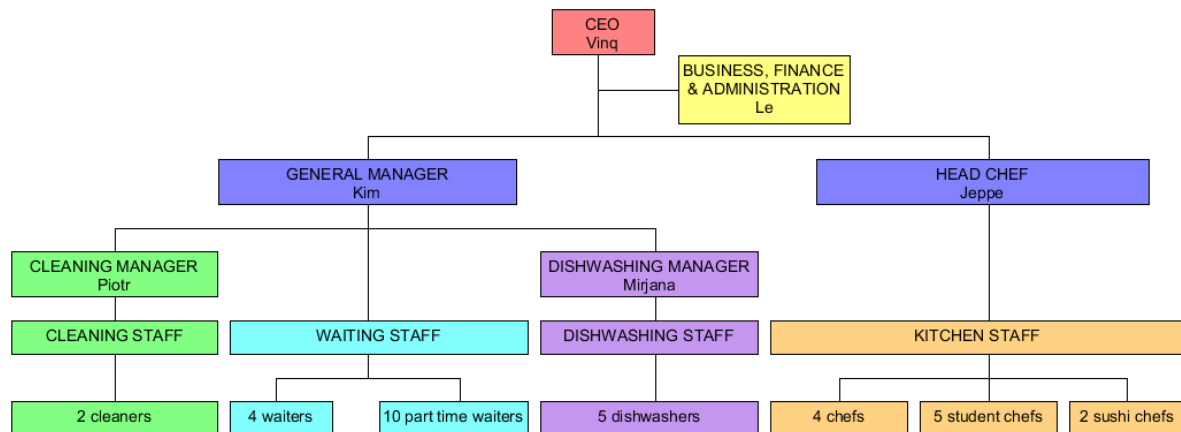 CEO
Vinq
BUSINESS, FINANCE
& ADMINISTRATION
Le
GENERAL MANAGER
Kim
HEAD CHEF
Jeppe
CLEANING MANAGER
Piotr
DISHWASHING MANAGER
Mirjana
CLEANING STAFF
WAITING STAFF
DISHWASHING STAFF
KITCHEN STAFF
2 cleaners
4 waiters
10 part time waiters
5 dishwashers
4 chefs
5 student chefs
2 sushi chefs